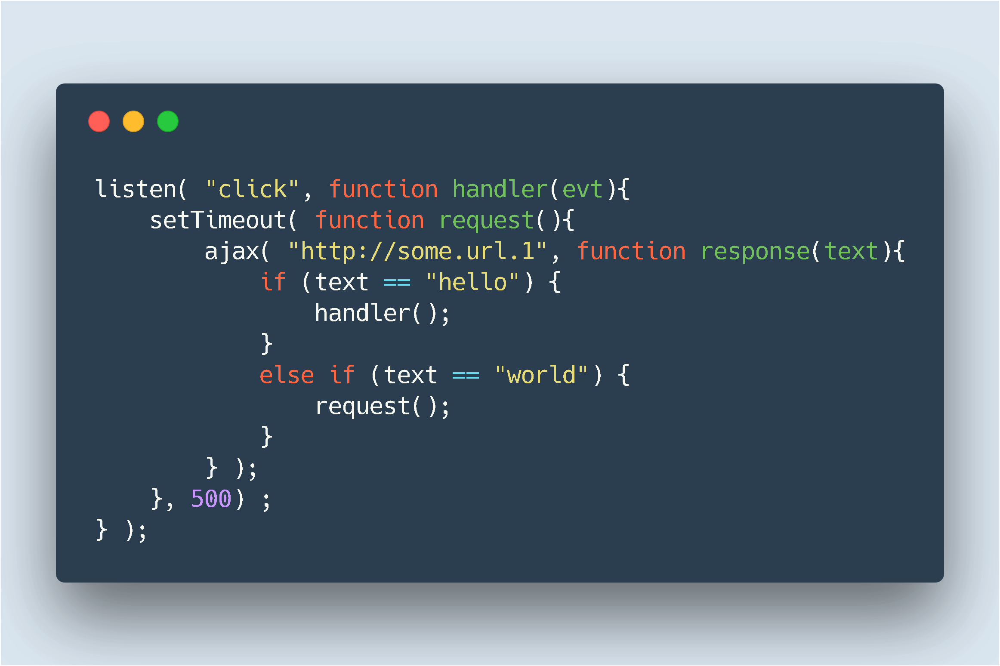 listen( "click", function handler(evt){
    setTimeout( function request(){
        ajax( "http://some.url.1", function response(text){
            if (text == "hello") {
                handler();
            }
            else if (text == "world") {
                request();
            }
        } );
    }, 500) ;
} );